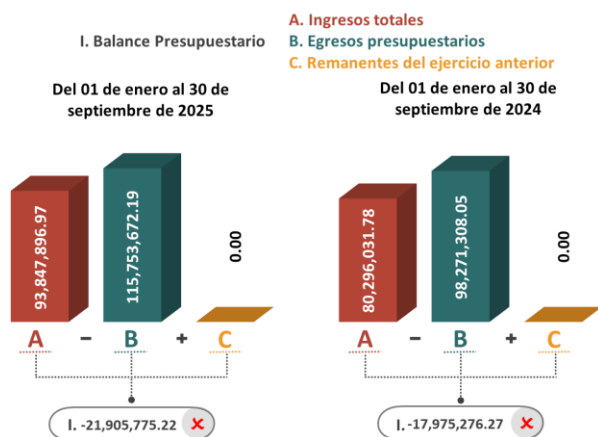 A. Ingresos totales
I. Balance Presupuestario
B. Egresos presupuestarios
C. Remanentes del ejercicio anterior
Del 01 de enero al 30 de
septiembre de 2025
93,847,896.97
115,753,672.19
0.00
A - B + C
I. -21,905,775.22 ✘
Del 01 de enero al 30 de
septiembre de 2024
80,296,031.78
98,271,308.05
0.00
A - B + C
I. -17,975,276.27 ✘